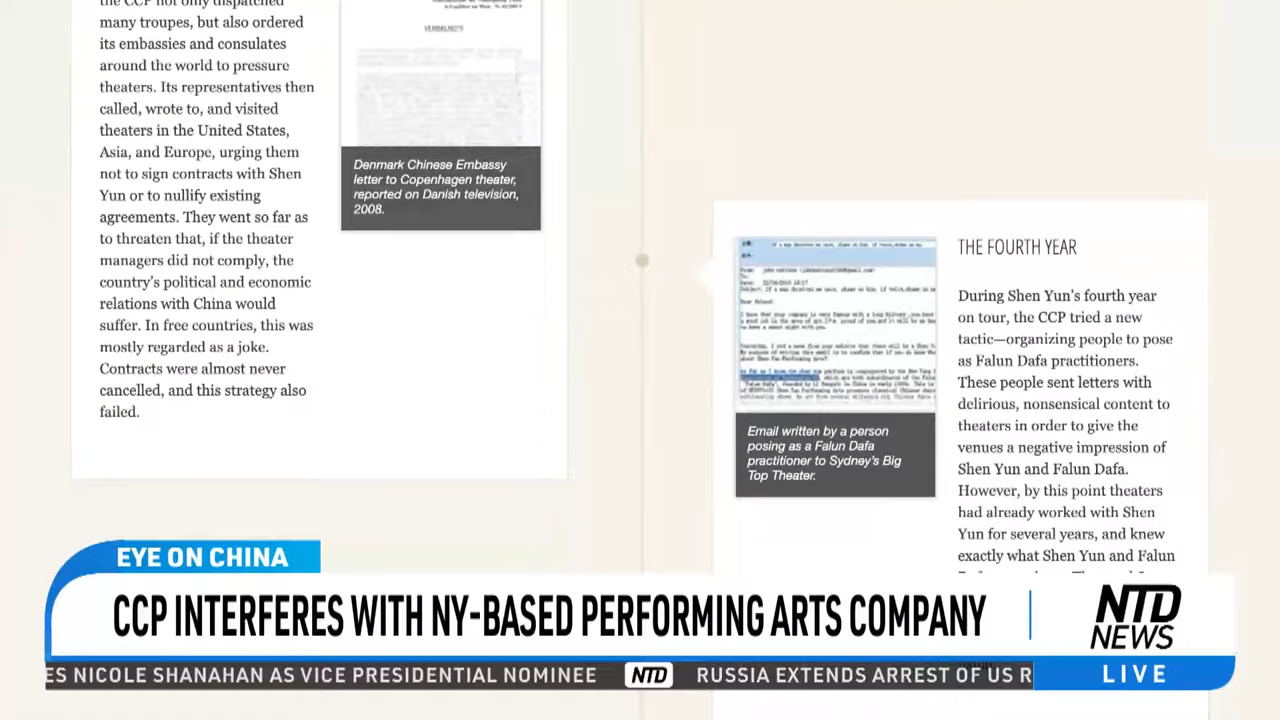 the CCP not only dispatched
many troupes, but also ordered
its embassies and consulates
around the world to pressure
theaters. Its representatives then
called, wrote to, and visited
theaters in the United States,
Asia, and Europe, urging them
not to sign contracts with Shen
Yun or to nullify existing
agreements. They went so far as
to threaten that, if the theater
managers did not comply, the
country's political and economic
relations with China would
suffer. In free countries, this was
mostly regarded as a joke.
Contracts were almost never
cancelled, and this strategy also
failed.
VERBALNOTE
Denmark Chinese Embassy
letter to Copenhagen theater,
reported on Danish television,
2008.
Email written by a person
posing as a Falun Dafa
practitioner to Sydney's Big
Top Theater.
THE FOURTH YEAR
During Shen Yun's fourth year
on tour, the CCP tried a new
tactic—organizing people to pose
as Falun Dafa practitioners.
These people sent letters with
delirious, nonsensical content to
theaters in order to give the
venues a negative impression of
Shen Yun and Falun Dafa.
However, by this point theaters
had already worked with Shen
Yun for several years, and knew
exactly what Shen Yun and Falun
EYE ON CHINA
CCP INTERFERES WITH NY-BASED PERFORMING ARTS COMPANY
NTD
NEWS
ES NICOLE SHANAHAN AS VICE PRESIDENTIAL NOMINEE NTD RUSSIA EXTENDS ARREST OF US R
LIVE